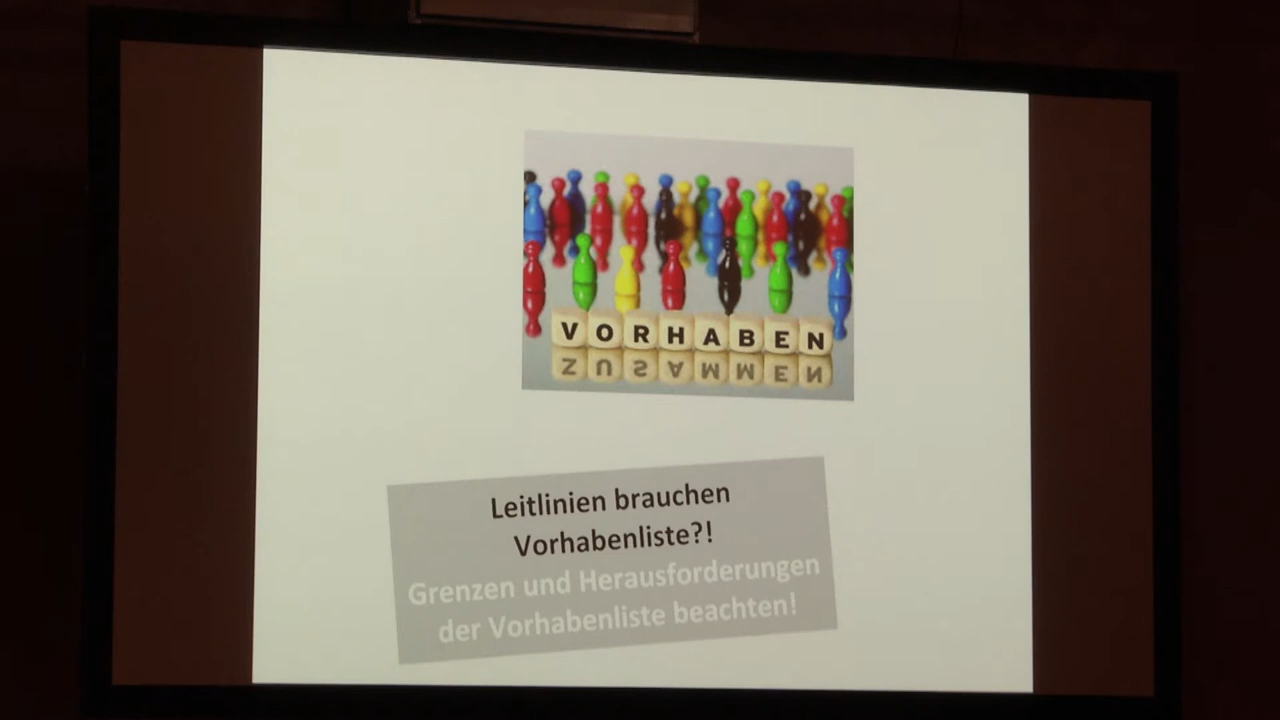 VORHABEN
ZUSAMMEN
Leitlinien brauchen
Vorhabenliste?!
Grenzen und Herausforderungen
der Vorhabenliste beachten!